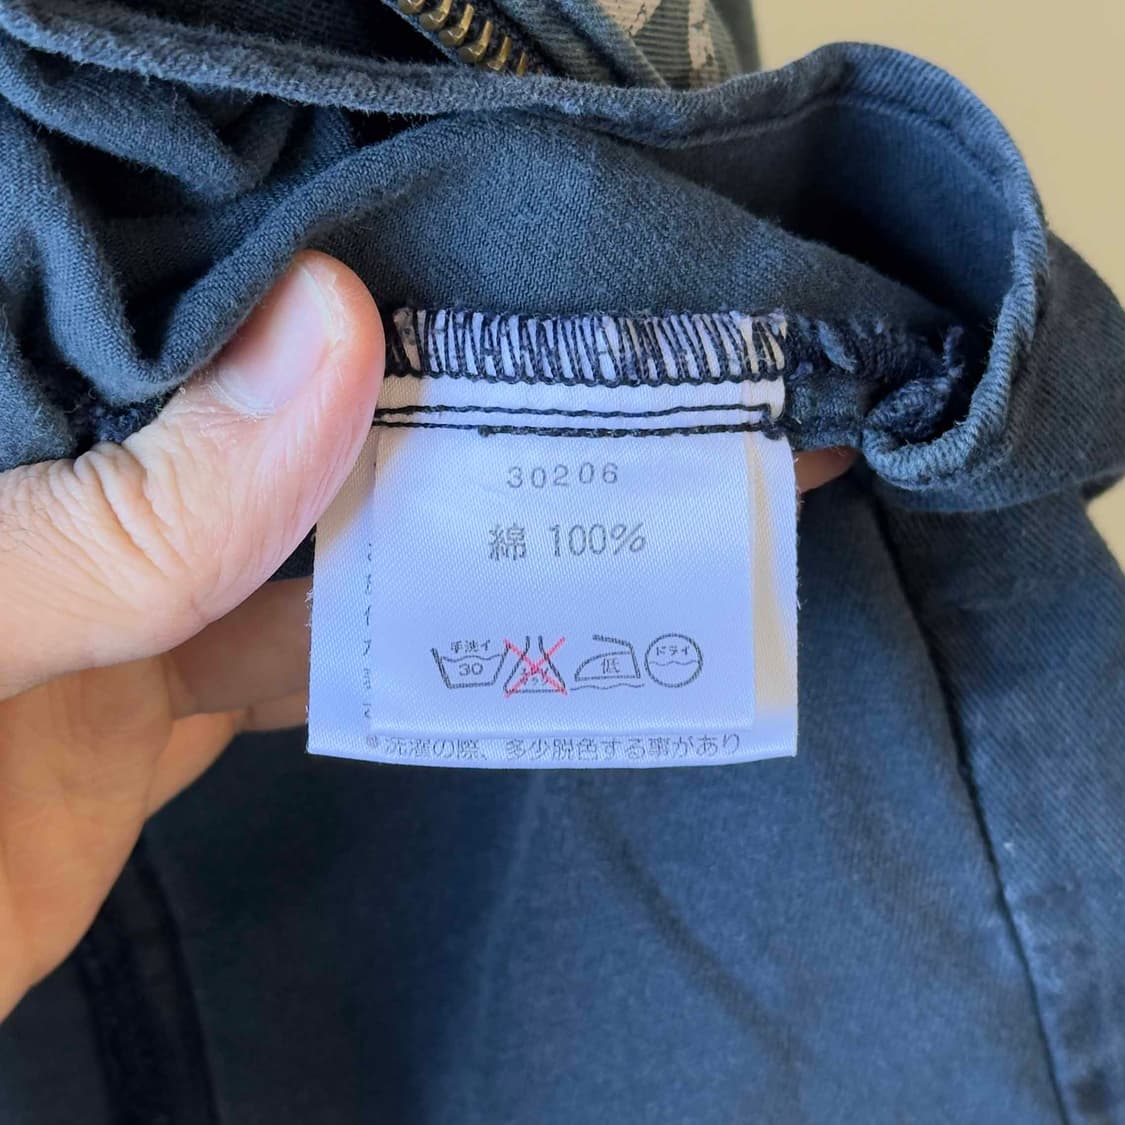 30206
綿 100%
手洗イ
30
低
ドライ
※洗濯の際、多少脱色する事があり